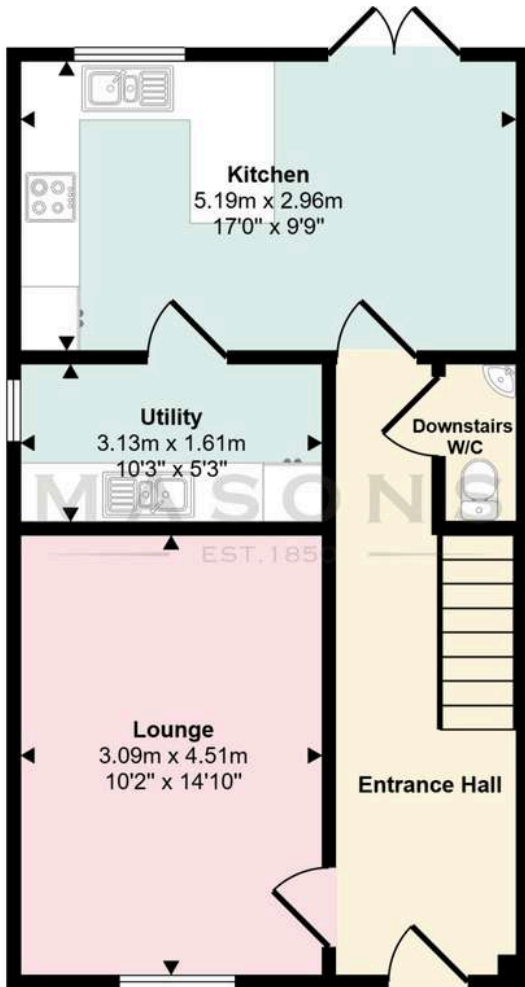 Kitchen
5.19m x 2.96m
17'0" x 9'9"
Utility
3.13m x 1.61m
10'3" x 5'3"
Downstairs
W/C
MASONS
EST.1850
Lounge
3.09m x 4.51m
10'2" x 14'10"
Entrance Hall